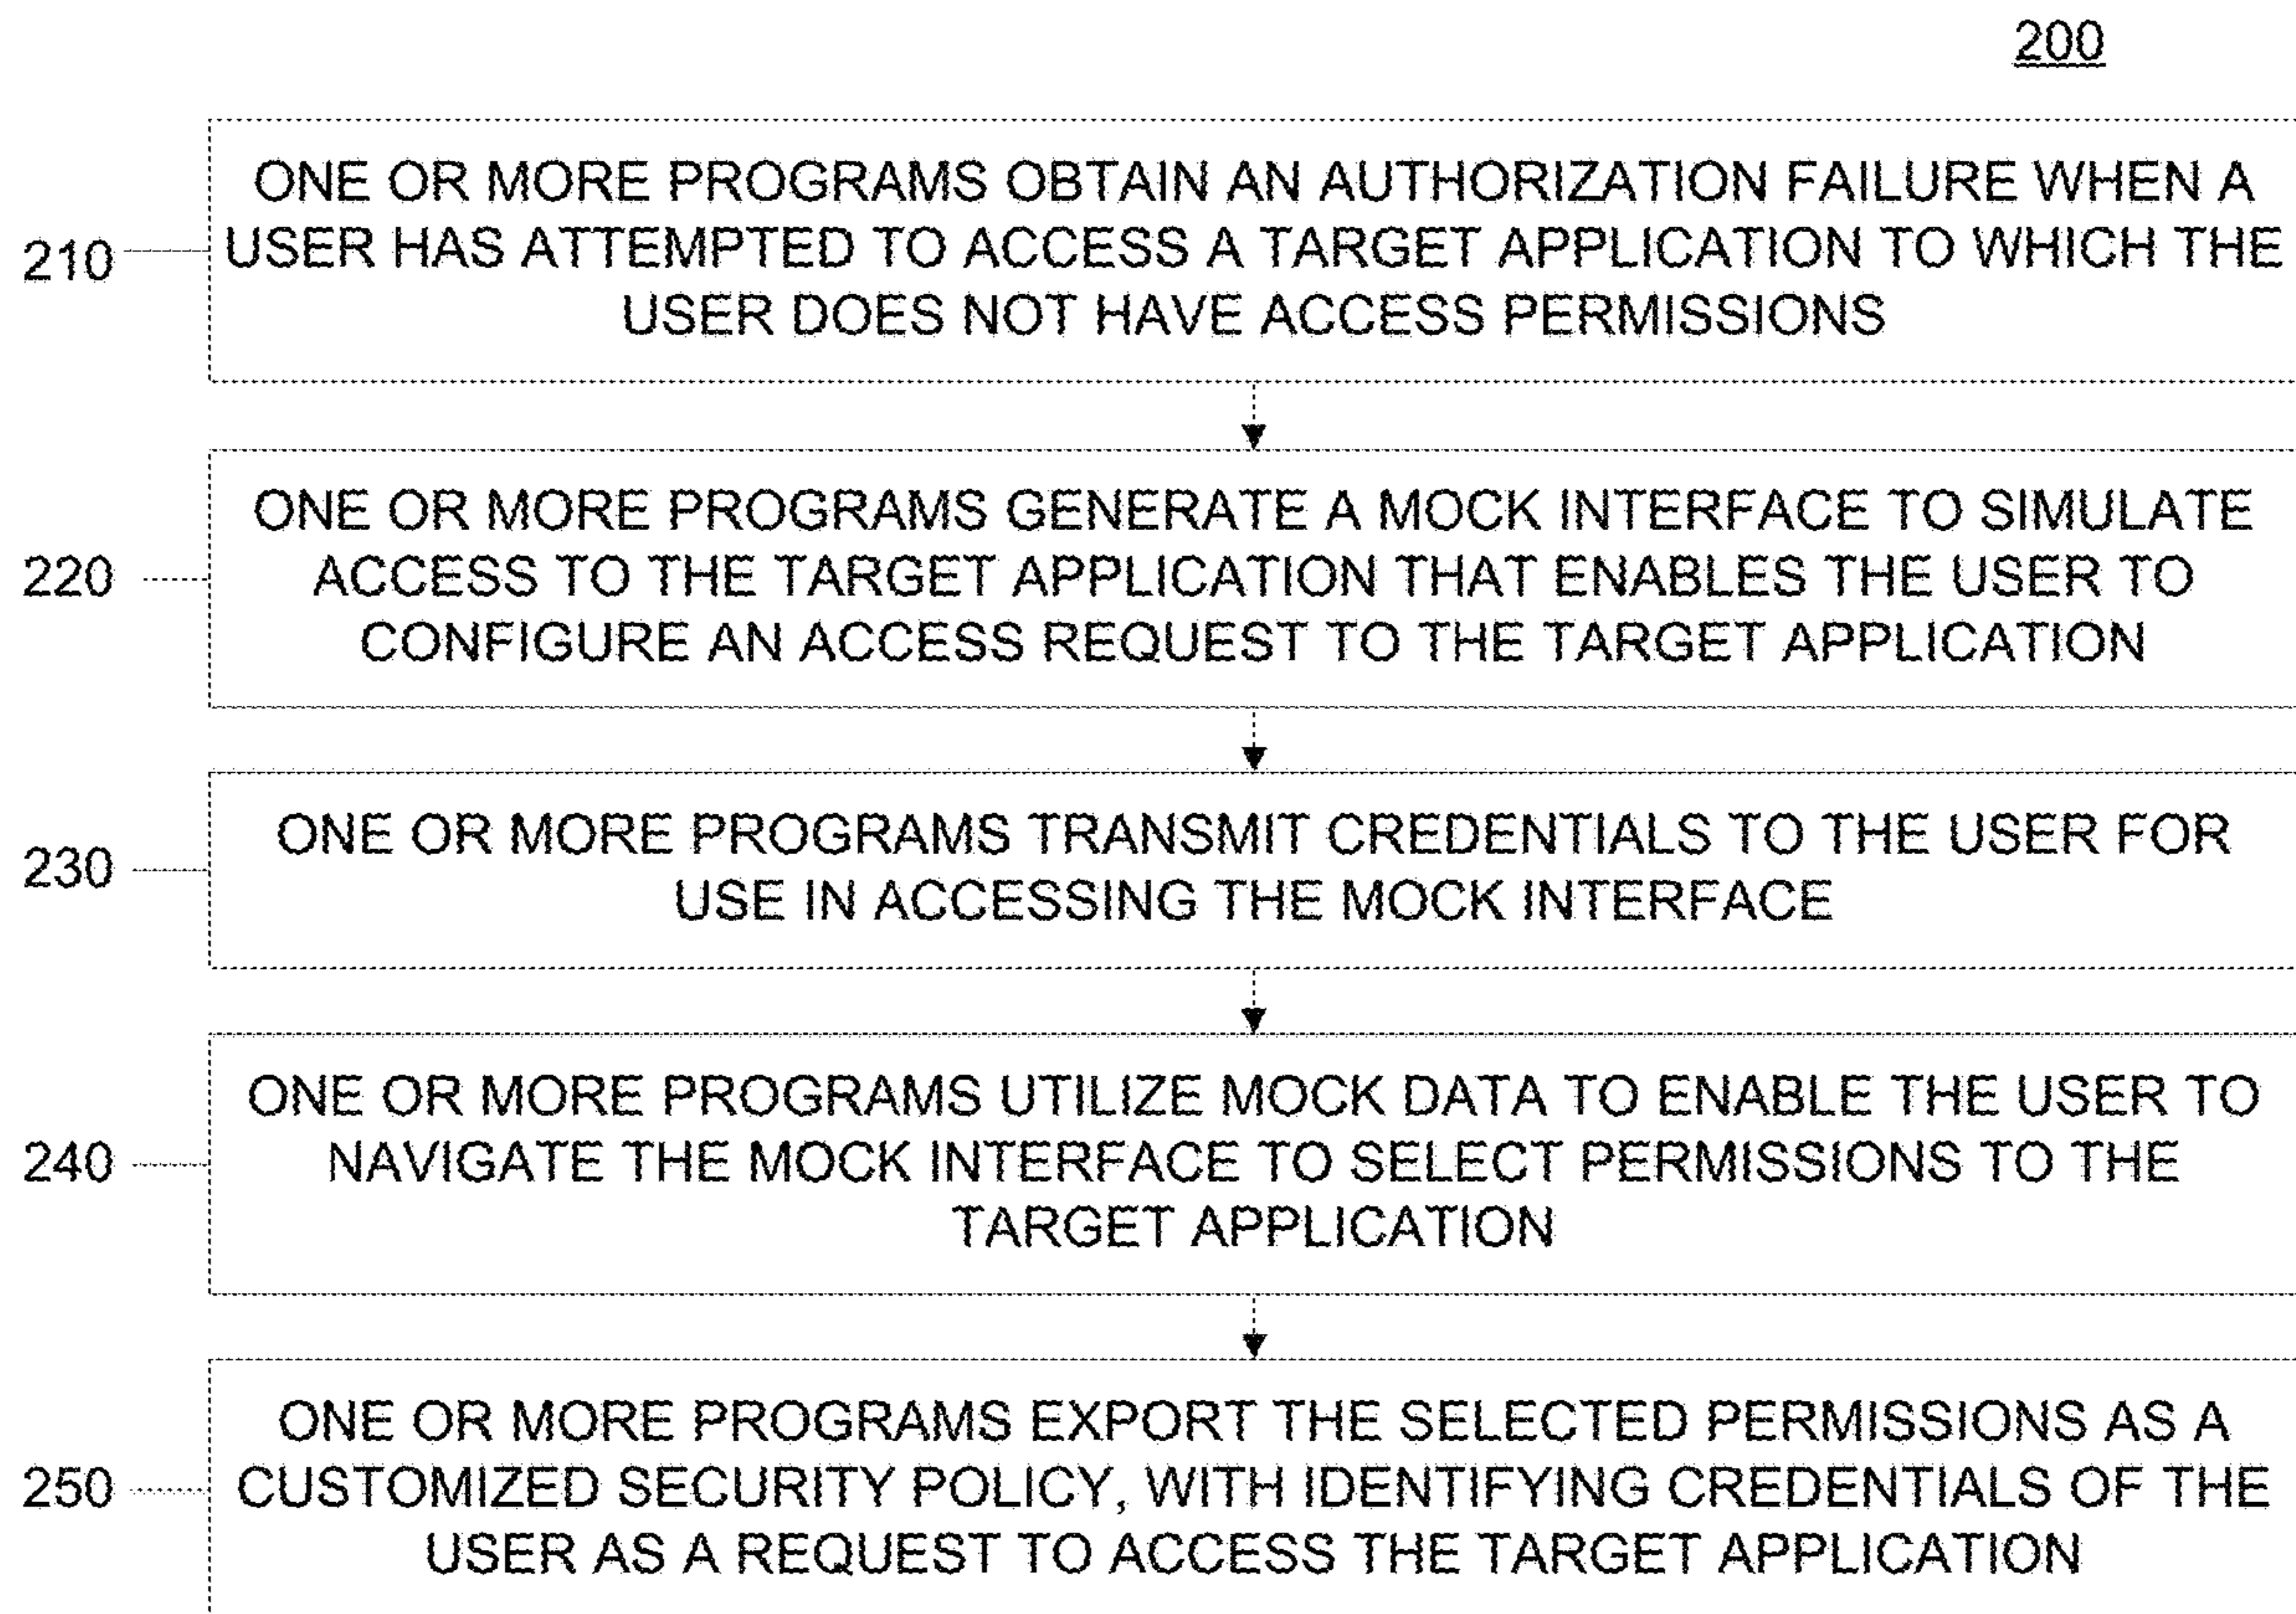 200
ONE OR MORE PROGRAMS OBTAIN AN AUTHORIZATION FAILURE WHEN A
210
USER HAS ATTEMPTED TO ACCESS A TARGET APPLICATION TO WHICH THE
USER DOES NOT HAVE ACCESS PERMISSIONS
ONE OR MORE PROGRAMS GENERATE A MOCK INTERFACE TO SIMULATE
220
ACCESS TO THE TARGET APPLICATION THAT ENABLES THE USER TO
CONFIGURE AN ACCESS REQUEST TO THE TARGET APPLICATION
ONE OR MORE PROGRAMS TRANSMIT CREDENTIALS TO THE USER FOR
230
USE IN ACCESSING THE MOCK INTERFACE
ONE OR MORE PROGRAMS UTILIZE MOCK DATA TO ENABLE THE USER TO
240
NAVIGATE THE MOCK INTERFACE TO SELECT PERMISSIONS TO THE
TARGET APPLICATION
ONE OR MORE PROGRAMS EXPORT THE SELECTED PERMISSIONS AS A
250
CUSTOMIZED SECURITY POLICY, WITH IDENTIFYING CREDENTIALS OF THE
USER AS A REQUEST TO ACCESS THE TARGET APPLICATION